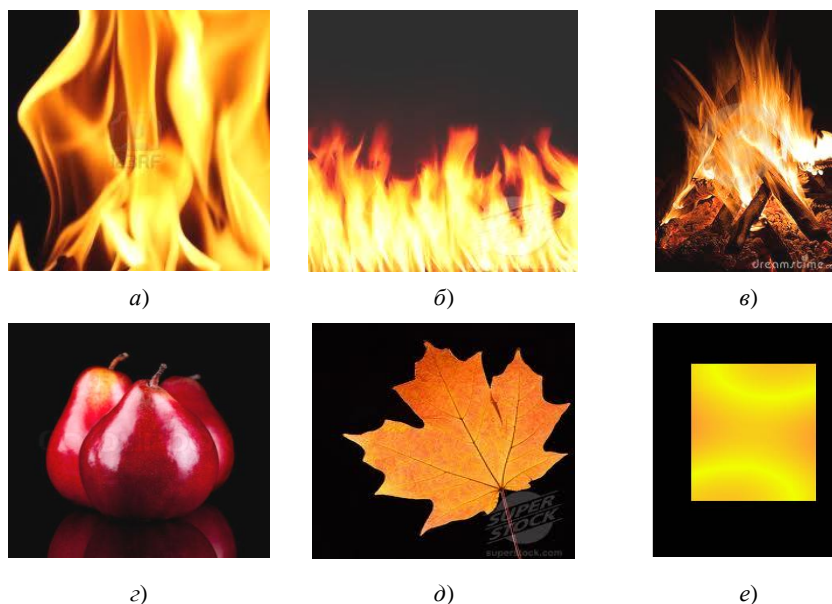 а)
б)
dreamstime
в)
г)
SUPER
STOCK
superstock.com
д)
е)